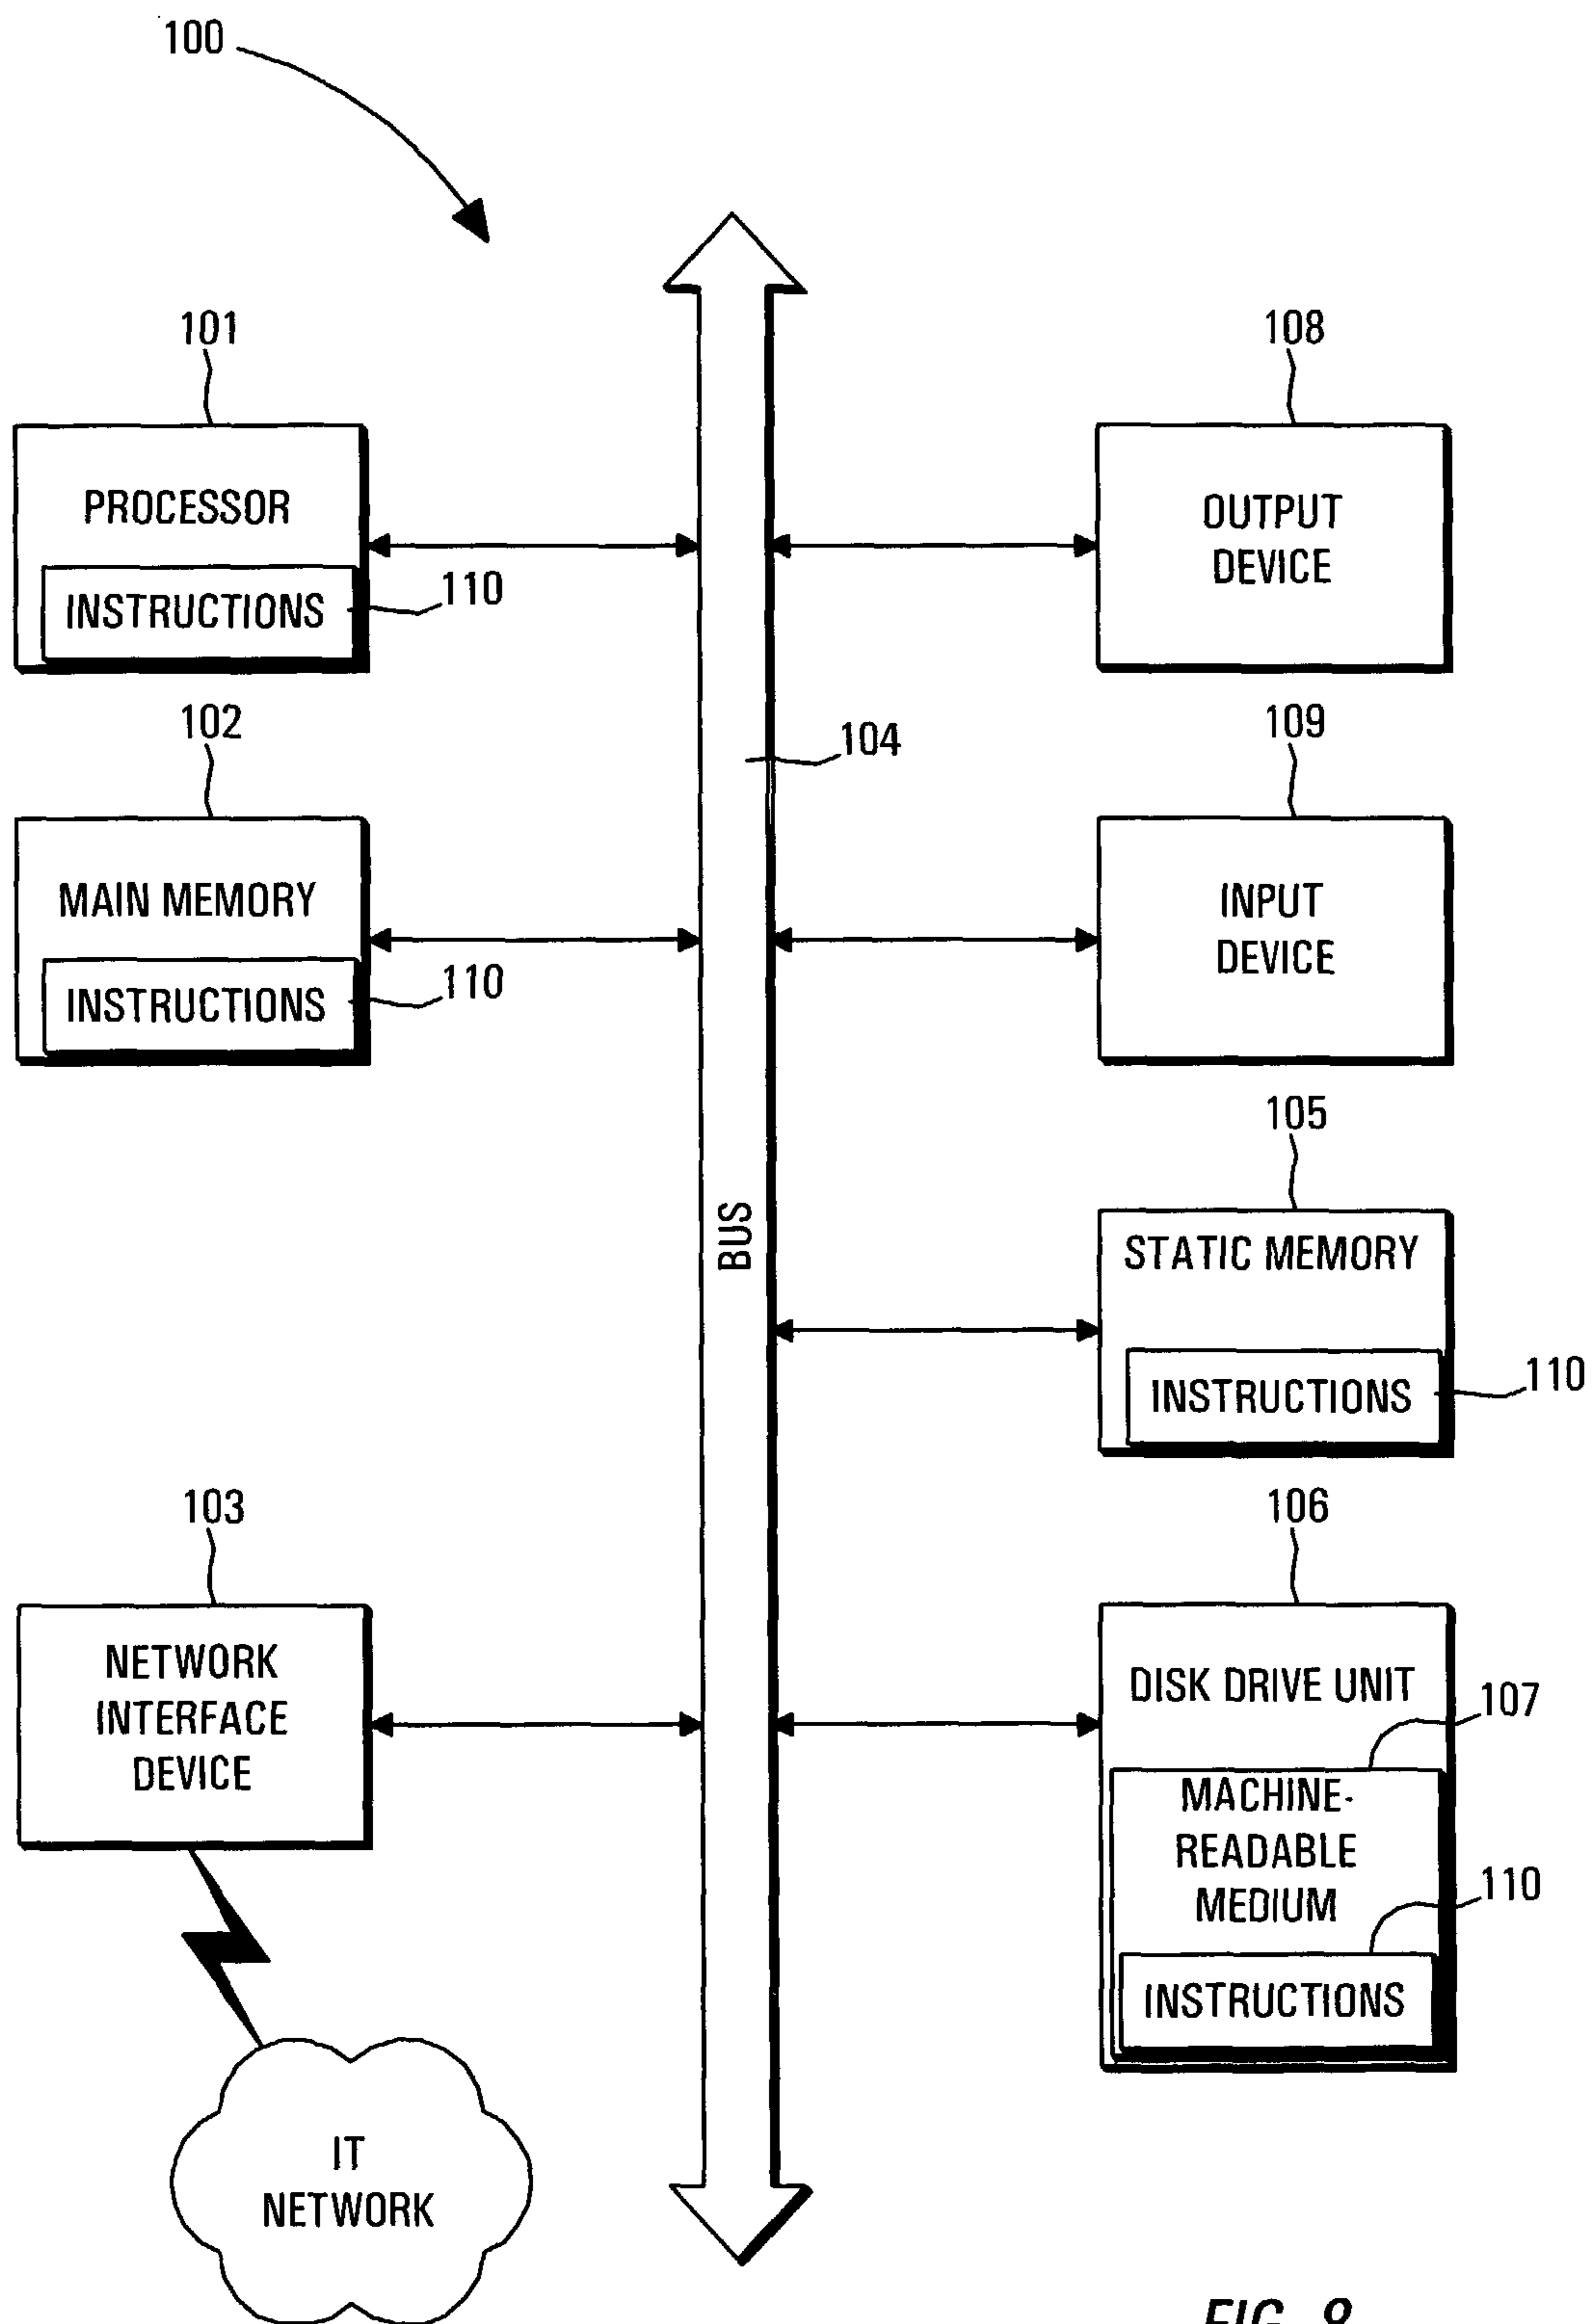 100
101
PROCESSOR
INSTRUCTIONS
110
102
MAIN MEMORY
INSTRUCTIONS
110
103
NETWORK
INTERFACE
DEVICE
IT
NETWORK
104
BUS
108
OUTPUT
DEVICE
109
INPUT
DEVICE
105
STATIC MEMORY
INSTRUCTIONS
110
106
DISK DRIVE UNIT
107
MACHINE-
READABLE
MEDIUM
110
INSTRUCTIONS
FIG.